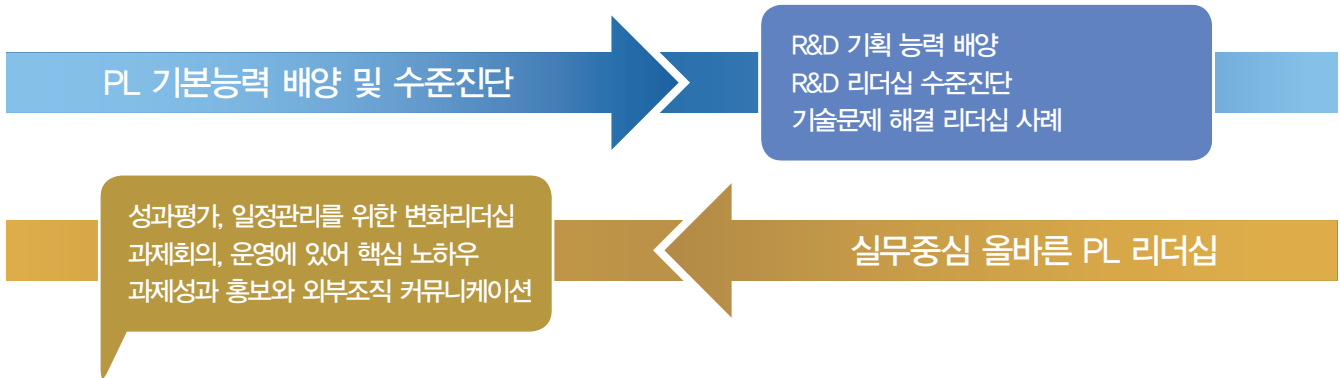 PL 기본능력 배양 및 수준진단
R&D 기획 능력 배양
R&D 리더십 수준진단
기술문제 해결 리더십 사례
성과평가, 일정관리를 위한 변화리더십
과제회의, 운영에 있어 핵심 노하우
과제성과 홍보와 외부조직 커뮤니케이션
실무중심 올바른 PL 리더십